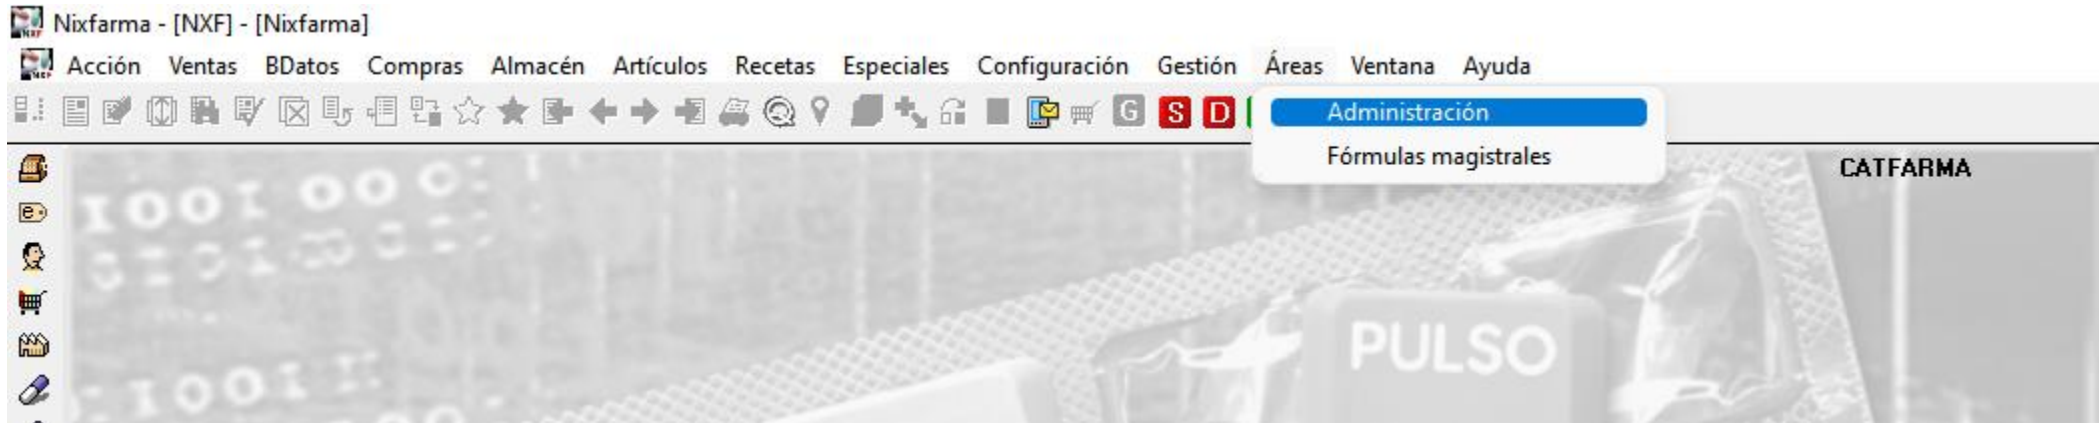 Nixfarma - [NXF] - [Nixfarma]
Acción Ventas BDatos Compras Almacén Artículos Recetas Especiales Configuración Gestión Áreas Ventana Ayuda
G S D
Administración
Fórmulas magistrales
CATFARMA
PULSO